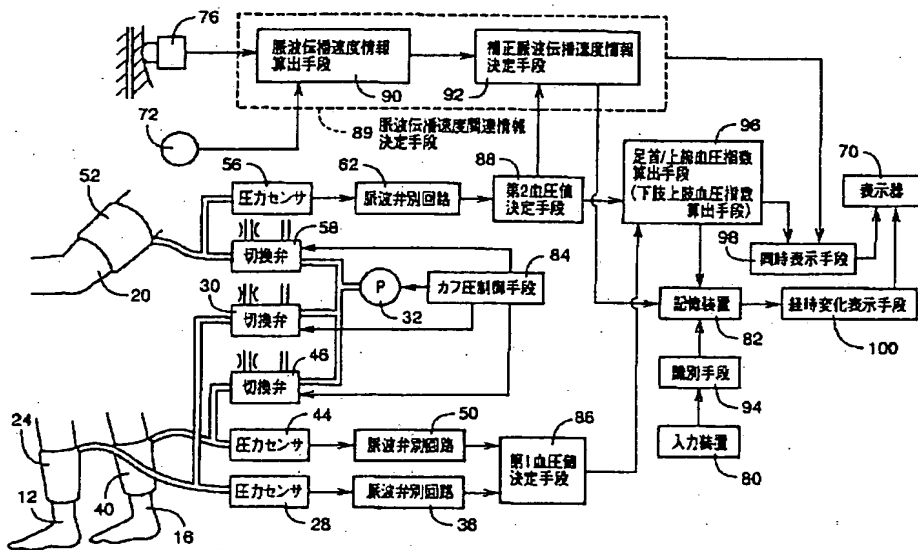 76
脈波伝播速度情報
算出手段
90
補正脈波伝播速度情報
決定手段
92
72
89
脈波伝播速度関連情報
決定手段
96
足首/上腕血圧指数
算出手段
(下肢上肢血圧指数
算出手段)
70
表示器
52
56
圧力センサ
62
脈波弁別回路
88
第2血圧値
決定手段
58
切換弁
84
カフ圧制御手段
P
32
98
同時表示手段
20
30
切換弁
記憶装置
82
経時変化表示手段
100
46
切換弁
識別手段
94
24
44
圧力センサ
50
脈波弁別回路
86
第1血圧値
決定手段
入力装置
80
12
40
16
圧力センサ
28
脈波弁別回路
38